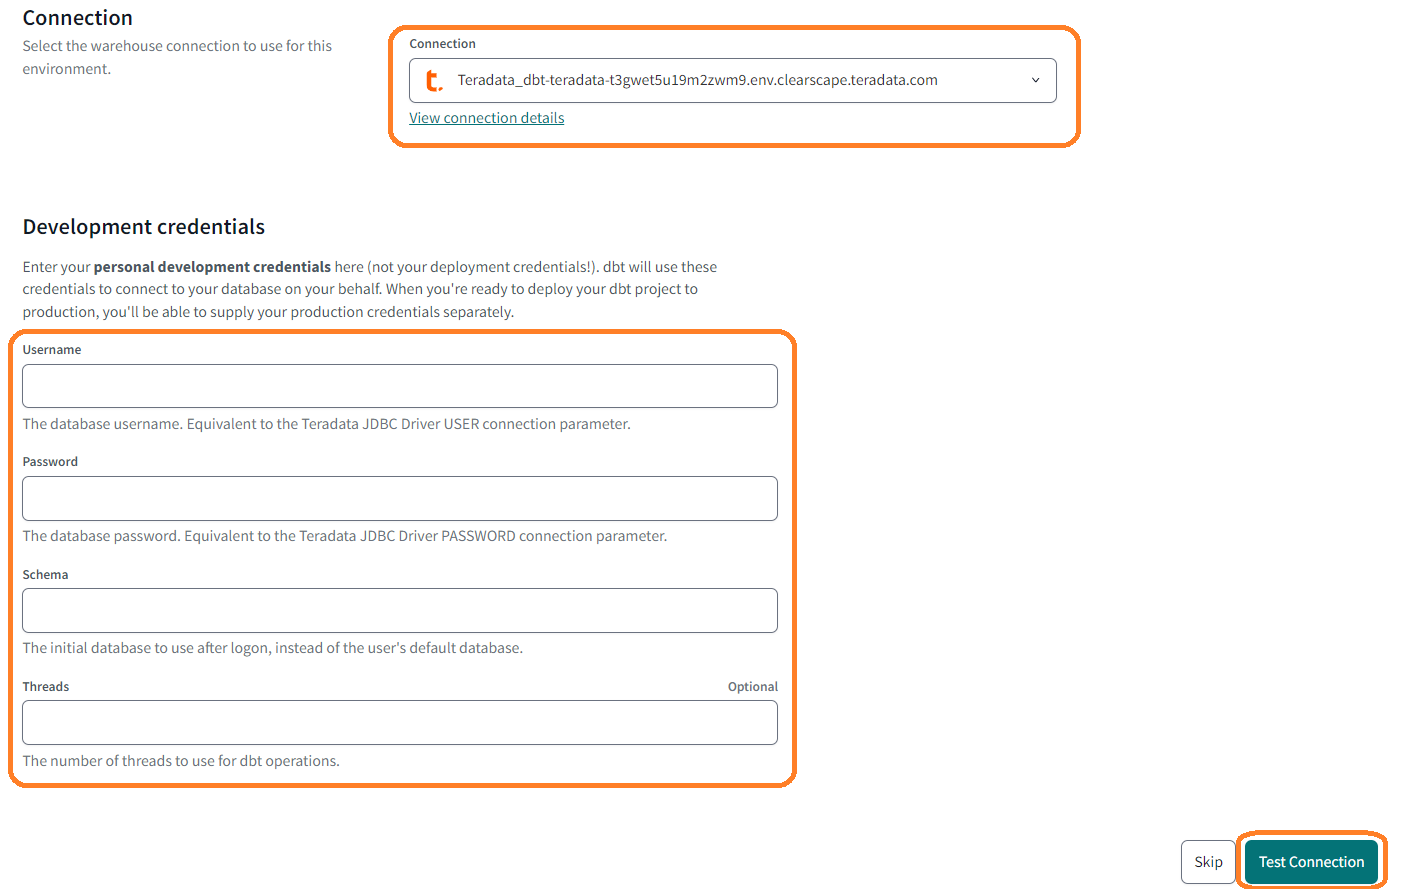 Connection
Select the warehouse connection to use for this
environment.
Connection
t.
Teradata_dbt-teradata-t3gwet5u19m2zwm9.env.clearscape.teradata.com
View connection details
Development credentials
Enter your personal development credentials here (not your deployment credentials!). dbt will use these
credentials to connect to your database on your behalf. When you're ready to deploy your dbt project to
production, you'll be able to supply your production credentials separately.
Username
The database username. Equivalent to the Teradata JDBC Driver USER connection parameter.
Password
The database password. Equivalent to the Teradata JDBC Driver PASSWORD connection parameter.
Schema
The initial database to use after logon, instead of the user's default database.
Threads
Optional
The number of threads to use for dbt operations.
Skip
Test Connection